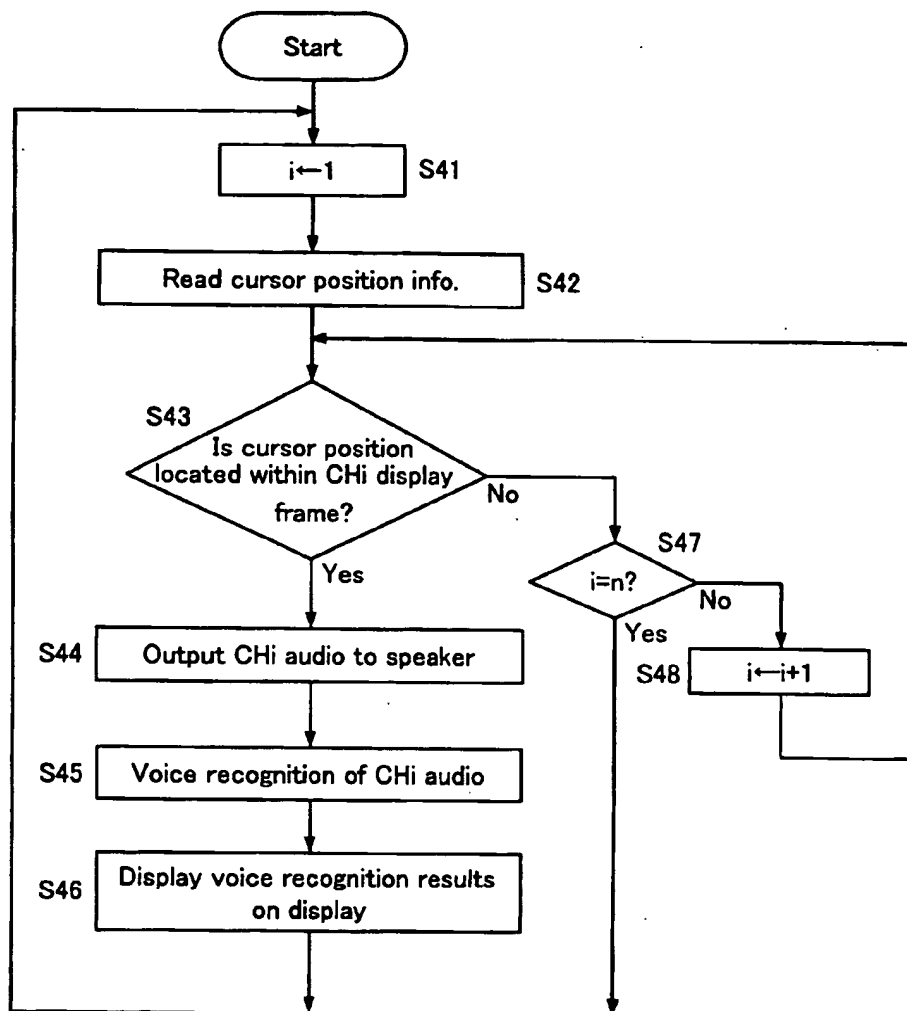 Start
i←1
S41
Read cursor position info.
S42
S43
Is cursor position
located within CHi display
frame?
No
Yes
S47
i=n?
No
Yes
S44
Output CHi audio to speaker
S48
i←i+1
S45
Voice recognition of CHi audio
S46
Display voice recognition results
on display